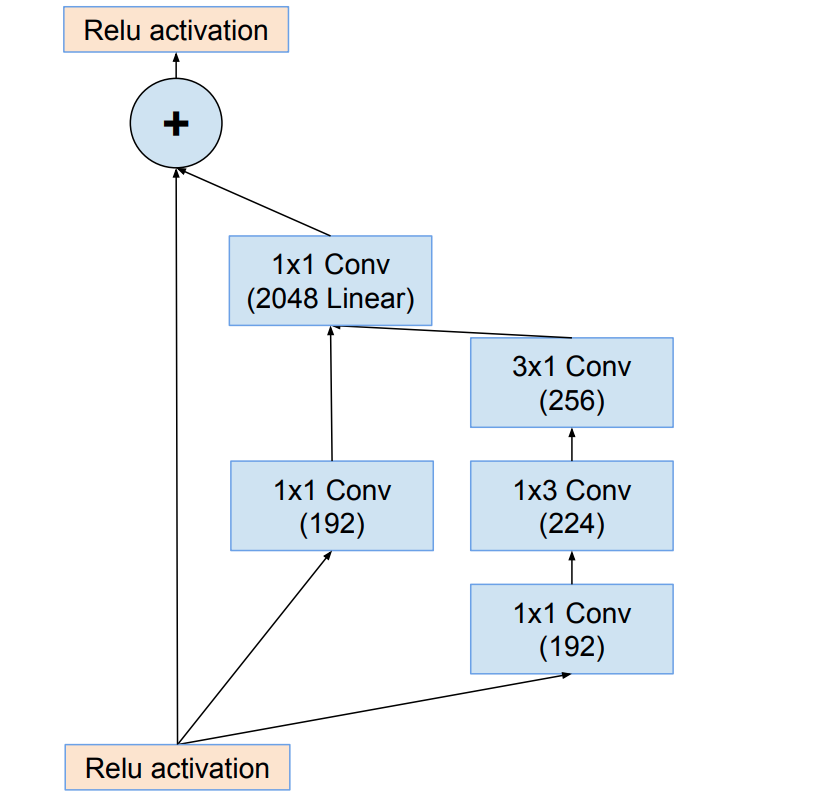 Relu activation
+
1x1 Conv
(2048 Linear)
3x1 Conv
(256)
1x1 Conv
(192)
1x3 Conv
(224)
1x1 Conv
(192)
Relu activation